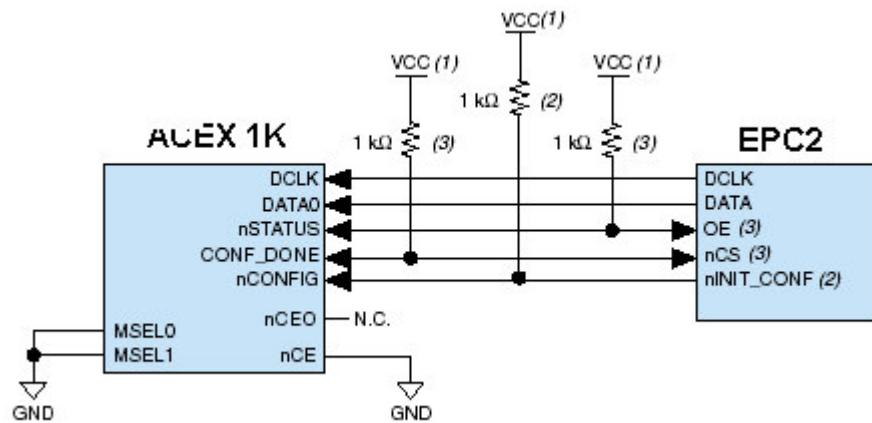 VCC(1)
VCC (1)
VCC (1)
1 kΩ (2)
1 kΩ (3)
1 kΩ (3)
ACEX 1K
EPC2
DCLK
DCLK
DATA0
DATA
nSTATUS
OE (3)
CONF_DONE
nCS (3)
nCONFIG
nINIT_CONF (2)
nCEO
N.C.
MSEL0
MSEL1
nCE
GND
GND